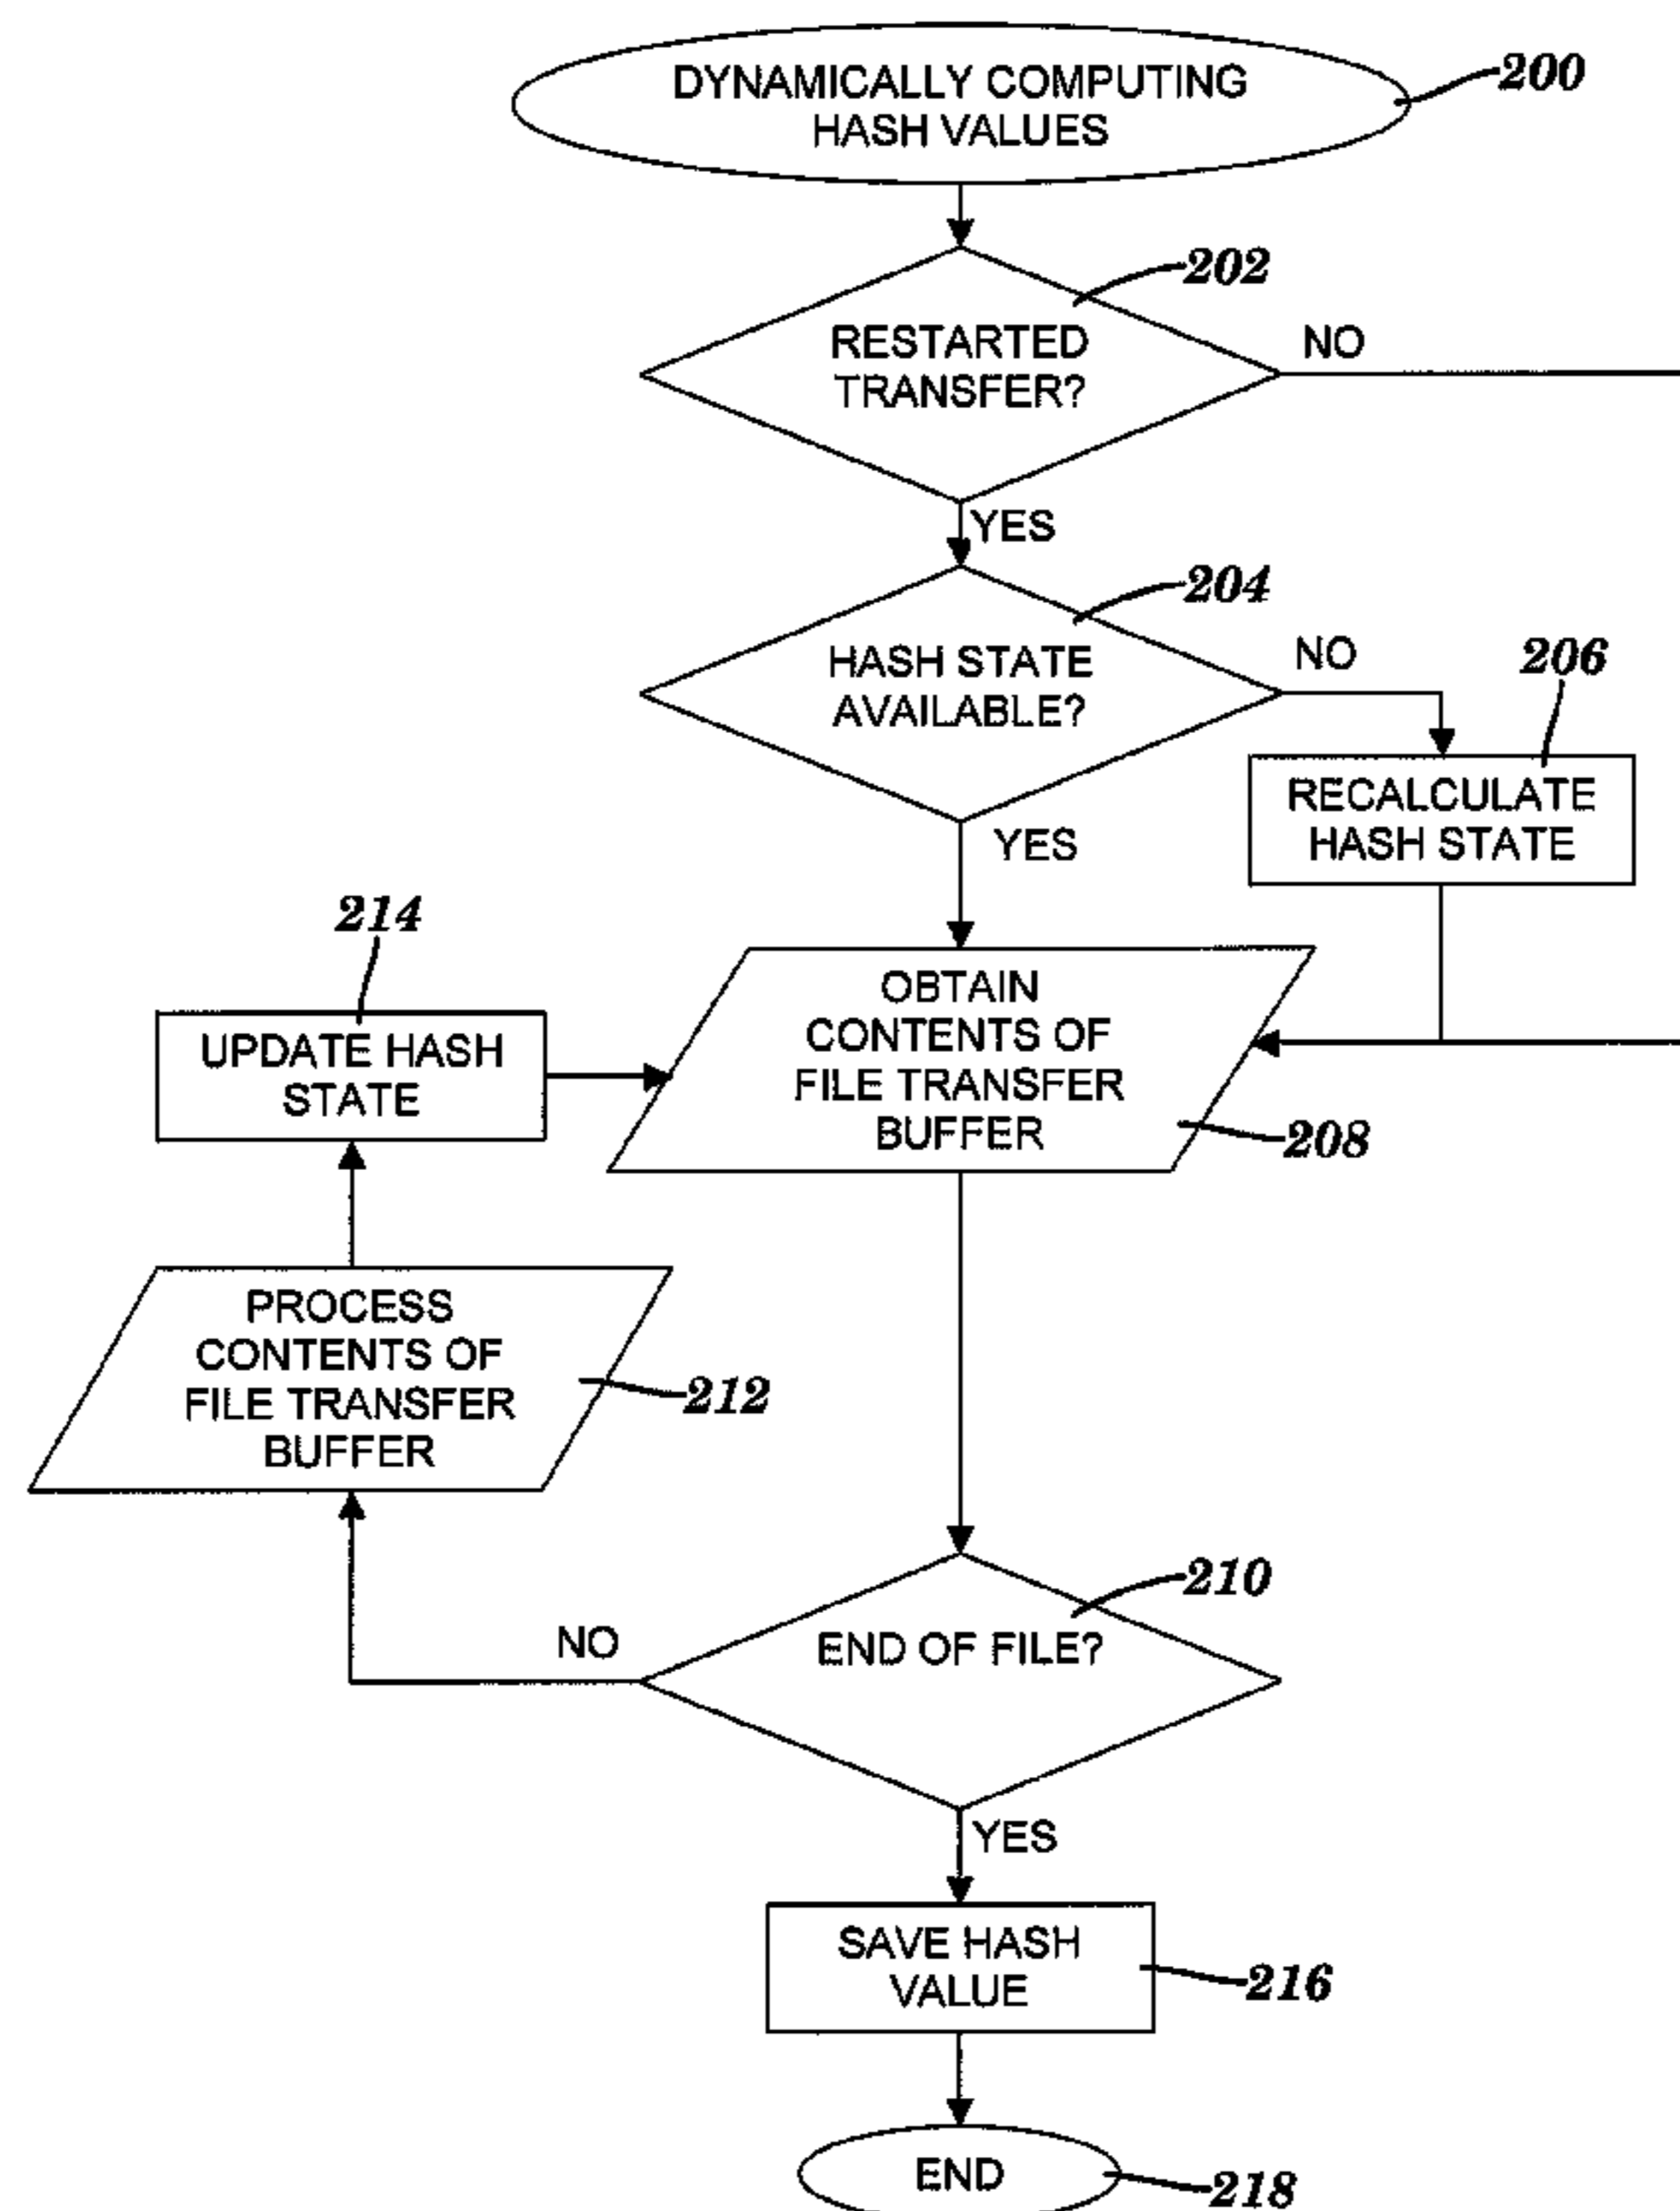 DYNAMICALLY COMPUTING
HASH VALUES
200
RESTARTED
TRANSFER?
202
NO
YES
HASH STATE
AVAILABLE?
204
NO
206
RECALCULATE
HASH STATE
YES
214
UPDATE HASH
STATE
OBTAIN
CONTENTS OF
FILE TRANSFER
BUFFER
208
PROCESS
CONTENTS OF
FILE TRANSFER
BUFFER
212
210
END OF FILE?
NO
YES
SAVE HASH
VALUE
216
END
218